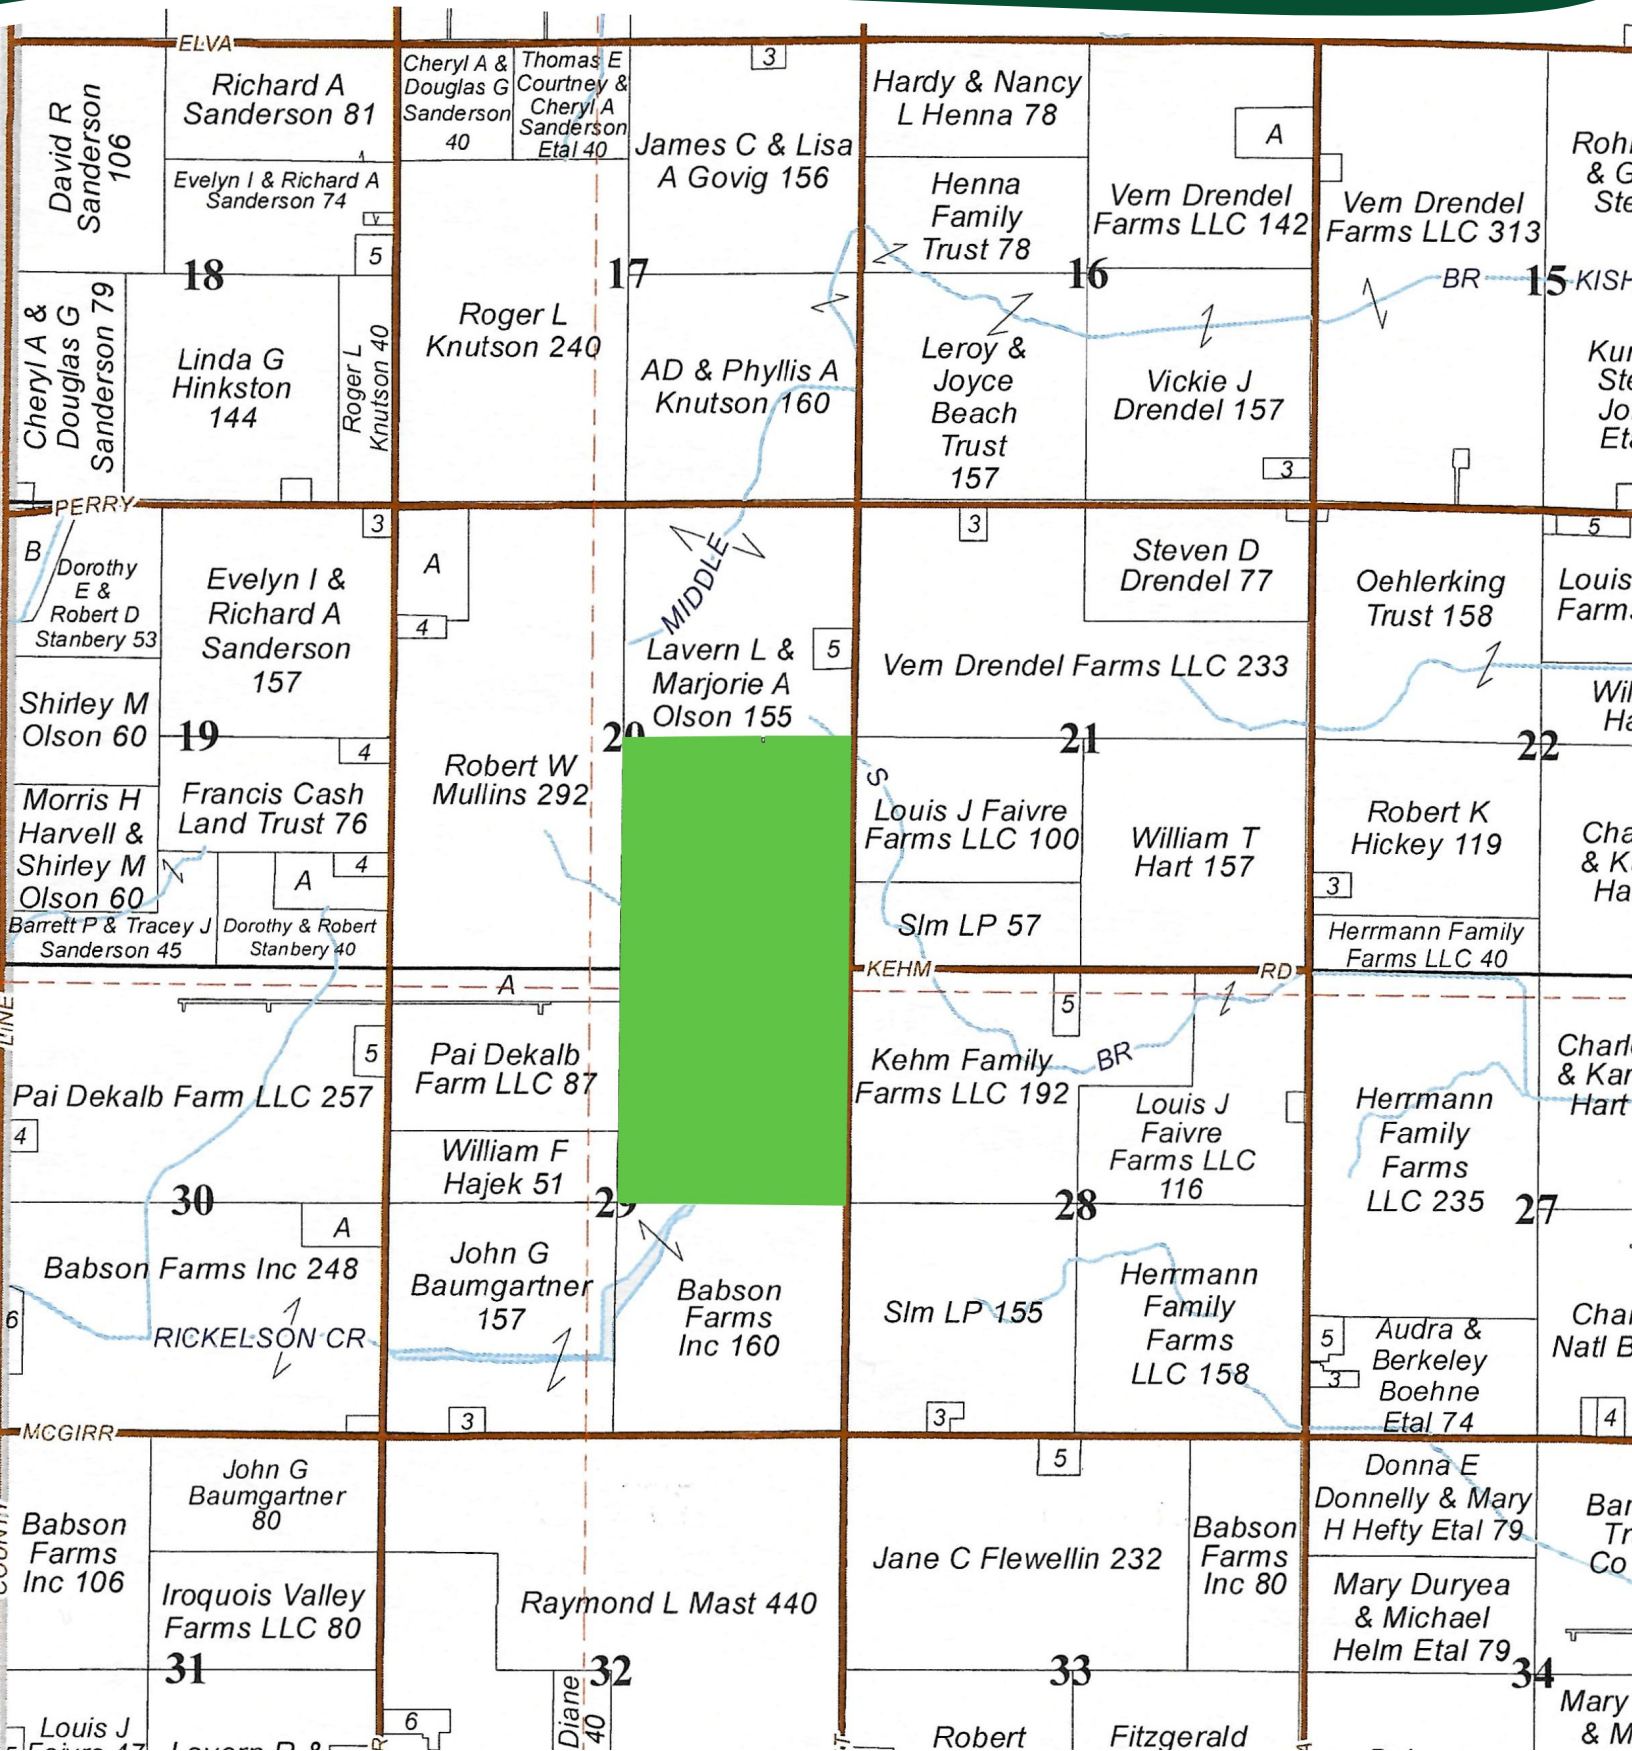 ELVA
David R
Sanderson
106
Richard A
Sanderson 81
Evelyn I & Richard A
Sanderson 74
5
18
Cheryl A &
Douglas G
Sanderson 79
Linda G
Hinkston
144
Roger L
Knutson 40
Cheryl A &
Douglas G
Sanderson
40
Thomas E
Courtney &
Cheryl A
Sanderson
Etal 40
3
James C & Lisa
A Govig 156
17
Roger L
Knutson 240
AD & Phyllis A
Knutson 160
Hardy & Nancy
L Henna 78
Henna
Family
Trust 78
A
Vern Drendel
Farms LLC 142
16
Leroy &
Joyce
Beach
Trust
157
Vickie J
Drendel 157
3
Vern Drendel
Farms LLC 313
BR
15
PERRY
B
Dorothy
E &
Robert D
Stanbery 53
3
Evelyn I &
Richard A
Sanderson
157
Shirley M
Olson 60
19
4
Morris H
Harvell &
Shirley M
Olson 60
Francis Cash
Land Trust 76
4
A
Barrett P & Tracey J
Sanderson 45
Dorothy & Robert
Stanbery 40
A
4
MIDDLE
5
Lavern L &
Marjorie A
Olson 155
20
Robert W
Mullins 292
3
Steven D
Drendel 77
Vern Drendel Farms LLC 233
21
S
Louis J Faivre
Farms LLC 100
William T
Hart 157
Slm LP 57
Oehlerking
Trust 158
5
Louis
22
Robert K
Hickey 119
3
Herrmann Family
Farms LLC 40
KEHM
RD
LINE
A
5
Pai Dekalb Farm LLC 257
4
30
A
Babson Farms Inc 248
6
RICKELSON CR
Pai Dekalb
Farm LLC 87
William F
Hajek 51
29
John G
Baumgartner
157
Babson
Farms
Inc 160
3
5
BR
Kehm Family
Farms LLC 192
Louis J
Faivre
Farms LLC
116
28
Slm LP 155
Herrmann
Family
Farms
LLC 158
3
Herrmann
Family
Farms
LLC 235
27
Hart
5
3
Audra &
Berkeley
Boehne
Etal 74
4
MCGIRR
COUNTY
Babson
Farms
Inc 106
John G
Baumgartner
80
Iroquois Valley
Farms LLC 80
31
Louis J
Raymond L Mast 440
32
6
Diane
40
5
Jane C Flewellin 232
Babson
Farms
Inc 80
33
Robert
Fitzgerald
Donna E
Donnelly & Mary
H Hefty Etal 79
Mary Duryea
& Michael
Helm Etal 79
34
Mary